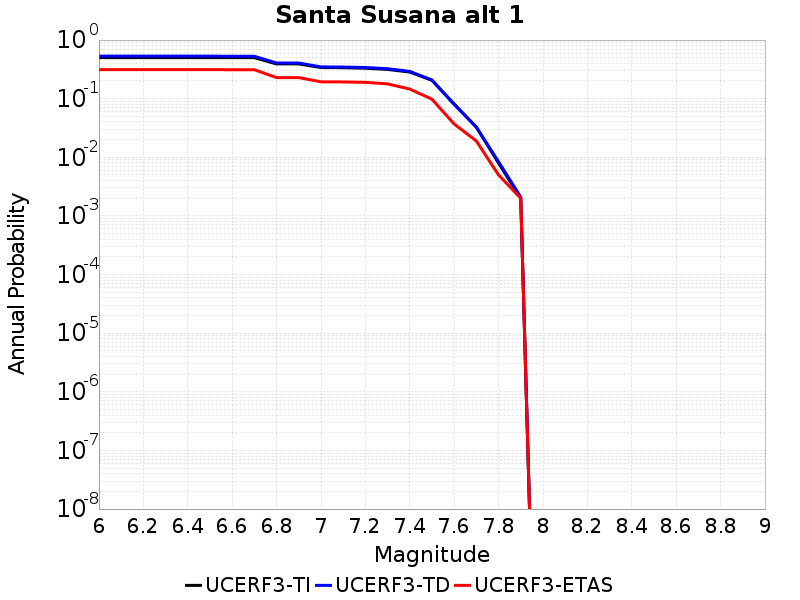 Santa Susana alt 1
Annual Probability
10^0
10^-1
10^-2
10^-3
10^-4
10^-5
10^-6
10^-7
10^-8
6 6.2 6.4 6.6 6.8 7 7.2 7.4 7.6 7.8 8 8.2 8.4 8.6 8.8 9
Magnitude
UCERF3-TI UCERF3-TD UCERF3-ETAS